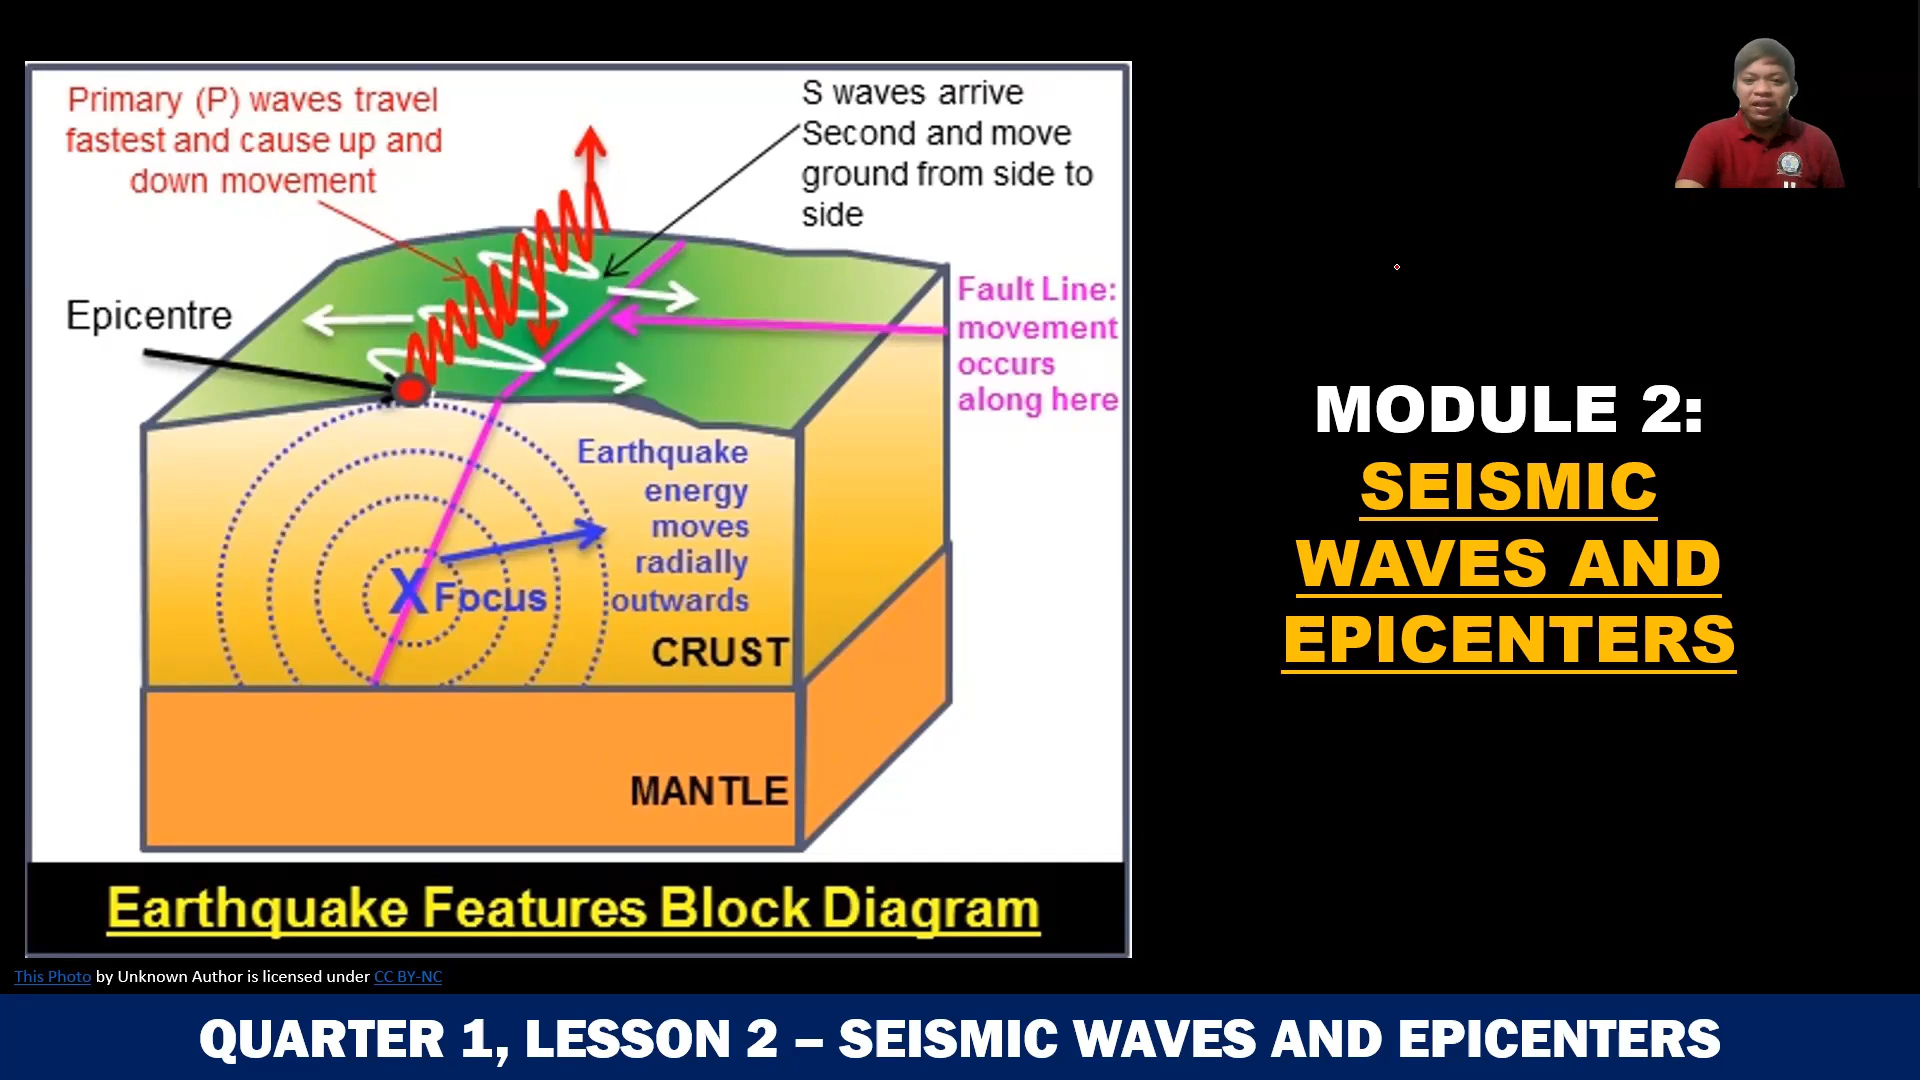 Primary (P) waves travel
fastest and cause up and
down movement
S waves arrive
Second and move
ground from side to
side
Epicentre
Fault Line:
movement
occurs
along here
Earthquake
energy
moves
radially
outwards
X Focus
CRUST
MANTLE
Earthquake Features Block Diagram
This Photo by Unknown Author is licensed under CC BY-NC
MODULE 2:
SEISMIC
WAVES AND
EPICENTERS
QUARTER 1, LESSON 2 – SEISMIC WAVES AND EPICENTERS